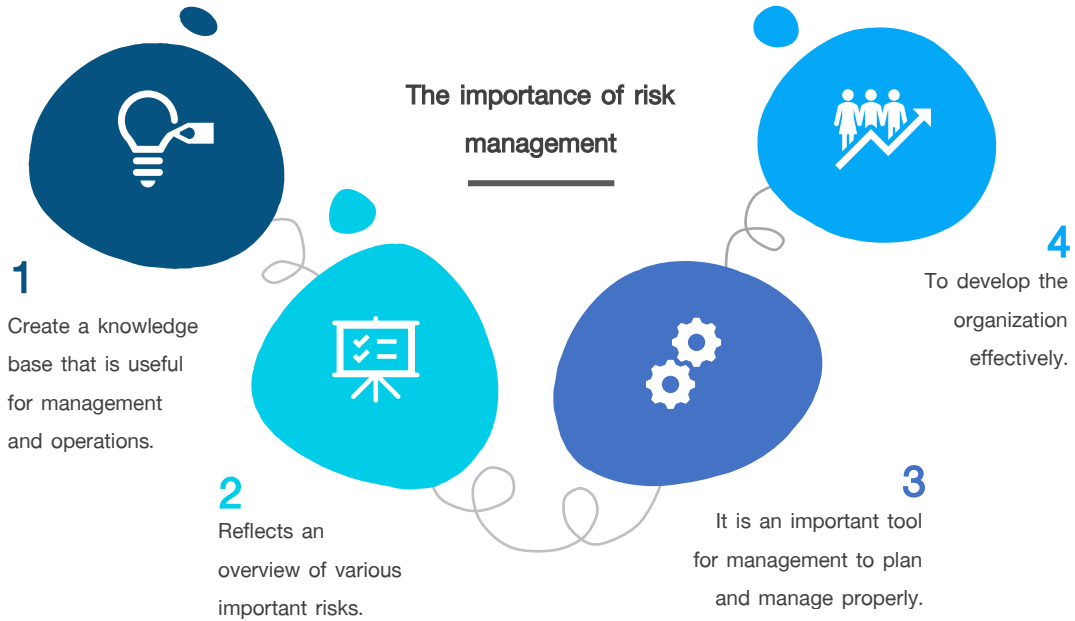 The importance of risk
management
1
Create a knowledge
base that is useful
for management
and operations.
2
Reflects an
overview of various
important risks.
3
It is an important tool
for management to plan
and manage properly.
4
To develop the
organization
effectively.